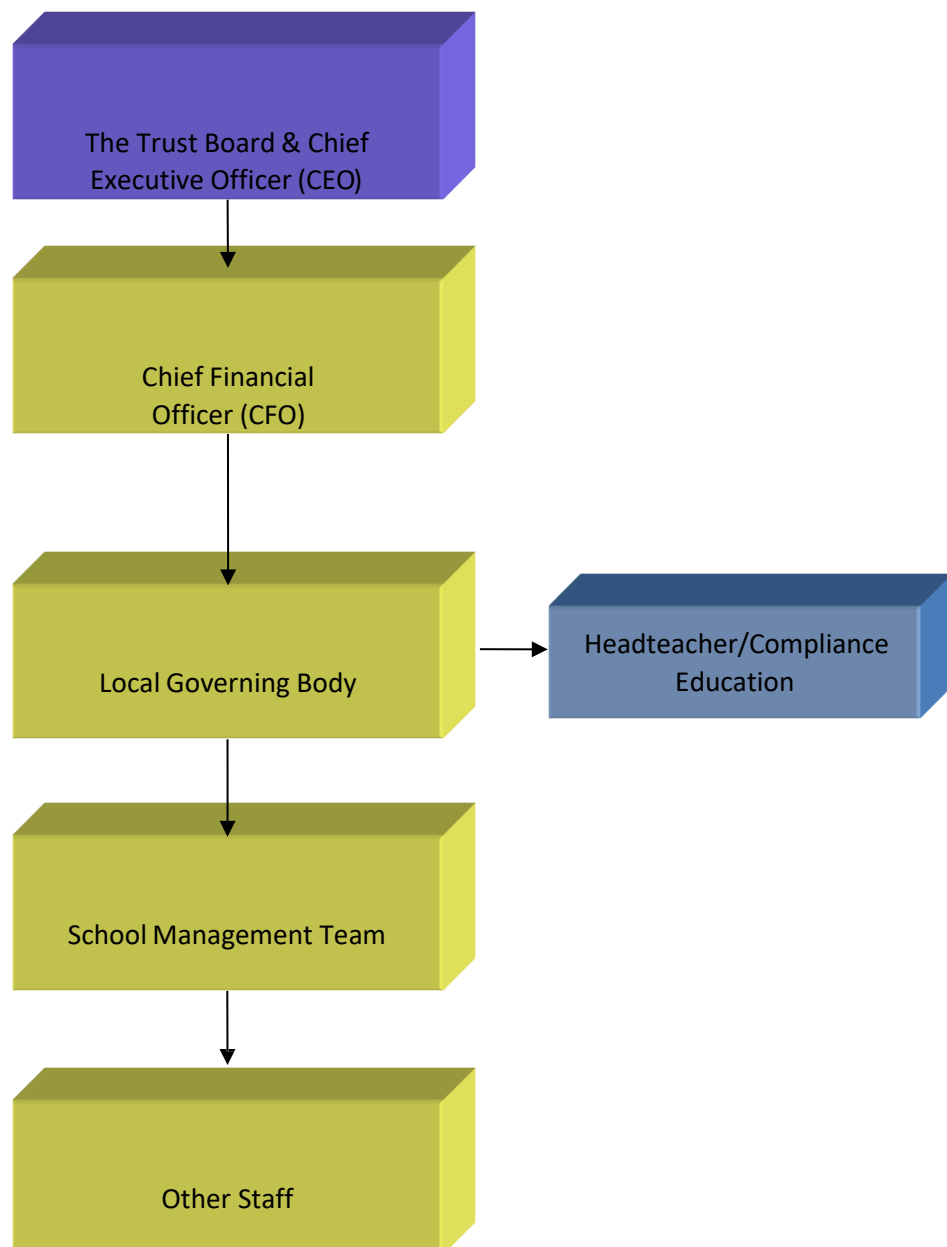 The Trust Board & Chief
Executive Officer (CEO)
Chief Financial
Officer (CFO)
Local Governing Body
Headteacher/Compliance
Education
School Management Team
Other Staff